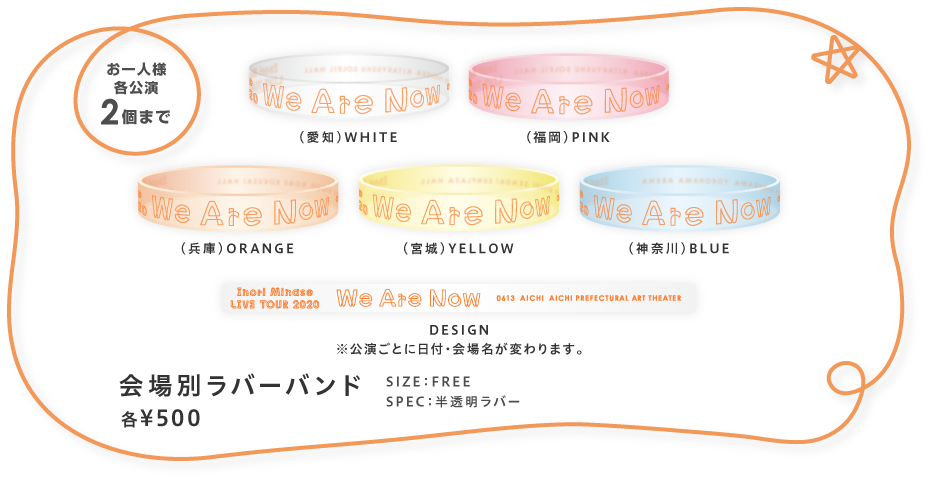 お一人様
各公演
2個まで
We Are Now
We Are Now
(愛知)WHITE
(福岡)PINK
We Are Now
We Are Now
We Are Now
(兵庫)ORANGE
(宮城)YELLOW
(神奈川)BLUE
Inori Minase
LIVE TOUR 2020
We Are Now
0613 AICHI AICHI PREFECTURAL ART THEATER
DESIGN
※公演ごとに日付・会場名が変わります。
会場別ラバーバンド
各¥500
SIZE:FREE
SPEC:半透明ラバー